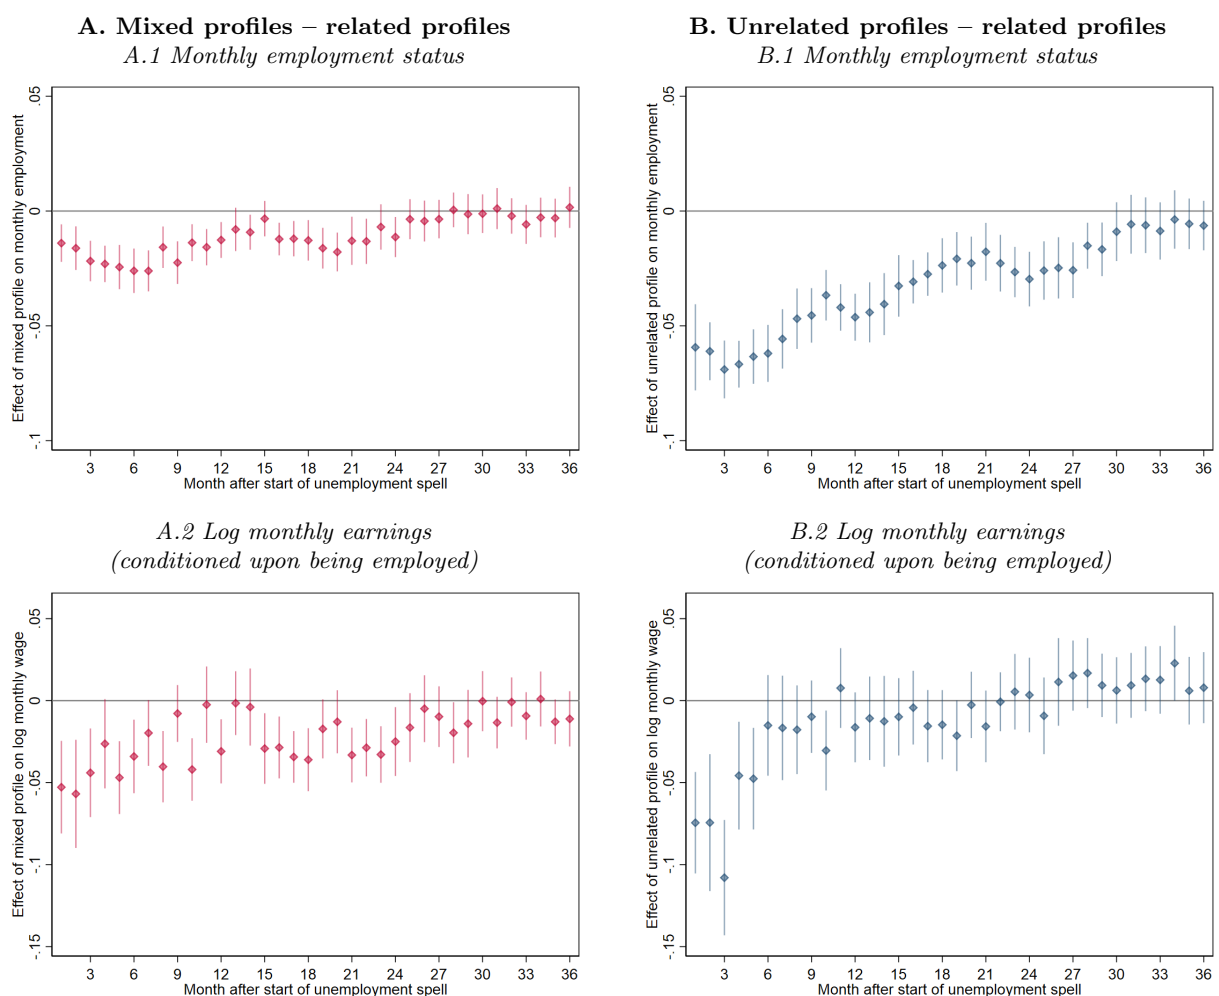 A. Mixed profiles – related profiles
A.1 Monthly employment status
Effect of mixed profile on monthly employment
.05
0
-.05
-.1
3 6 9 12 15 18 21 24 27 30 33 36
Month after start of unemployment spell
B. Unrelated profiles – related profiles
B.1 Monthly employment status
Effect of unrelated profile on monthly employment
.05
0
-.05
-.1
3 6 9 12 15 18 21 24 27 30 33 36
Month after start of unemployment spell
A.2 Log monthly earnings
(conditioned upon being employed)
Effect of mixed profile on log monthly wage
.05
0
-.05
-.1
-.15
3 6 9 12 15 18 21 24 27 30 33 36
Month after start of unemployment spell
B.2 Log monthly earnings
(conditioned upon being employed)
Effect of unrelated profile on log monthly wage
.05
0
-.05
-.1
-.15
3 6 9 12 15 18 21 24 27 30 33 36
Month after start of unemployment spell